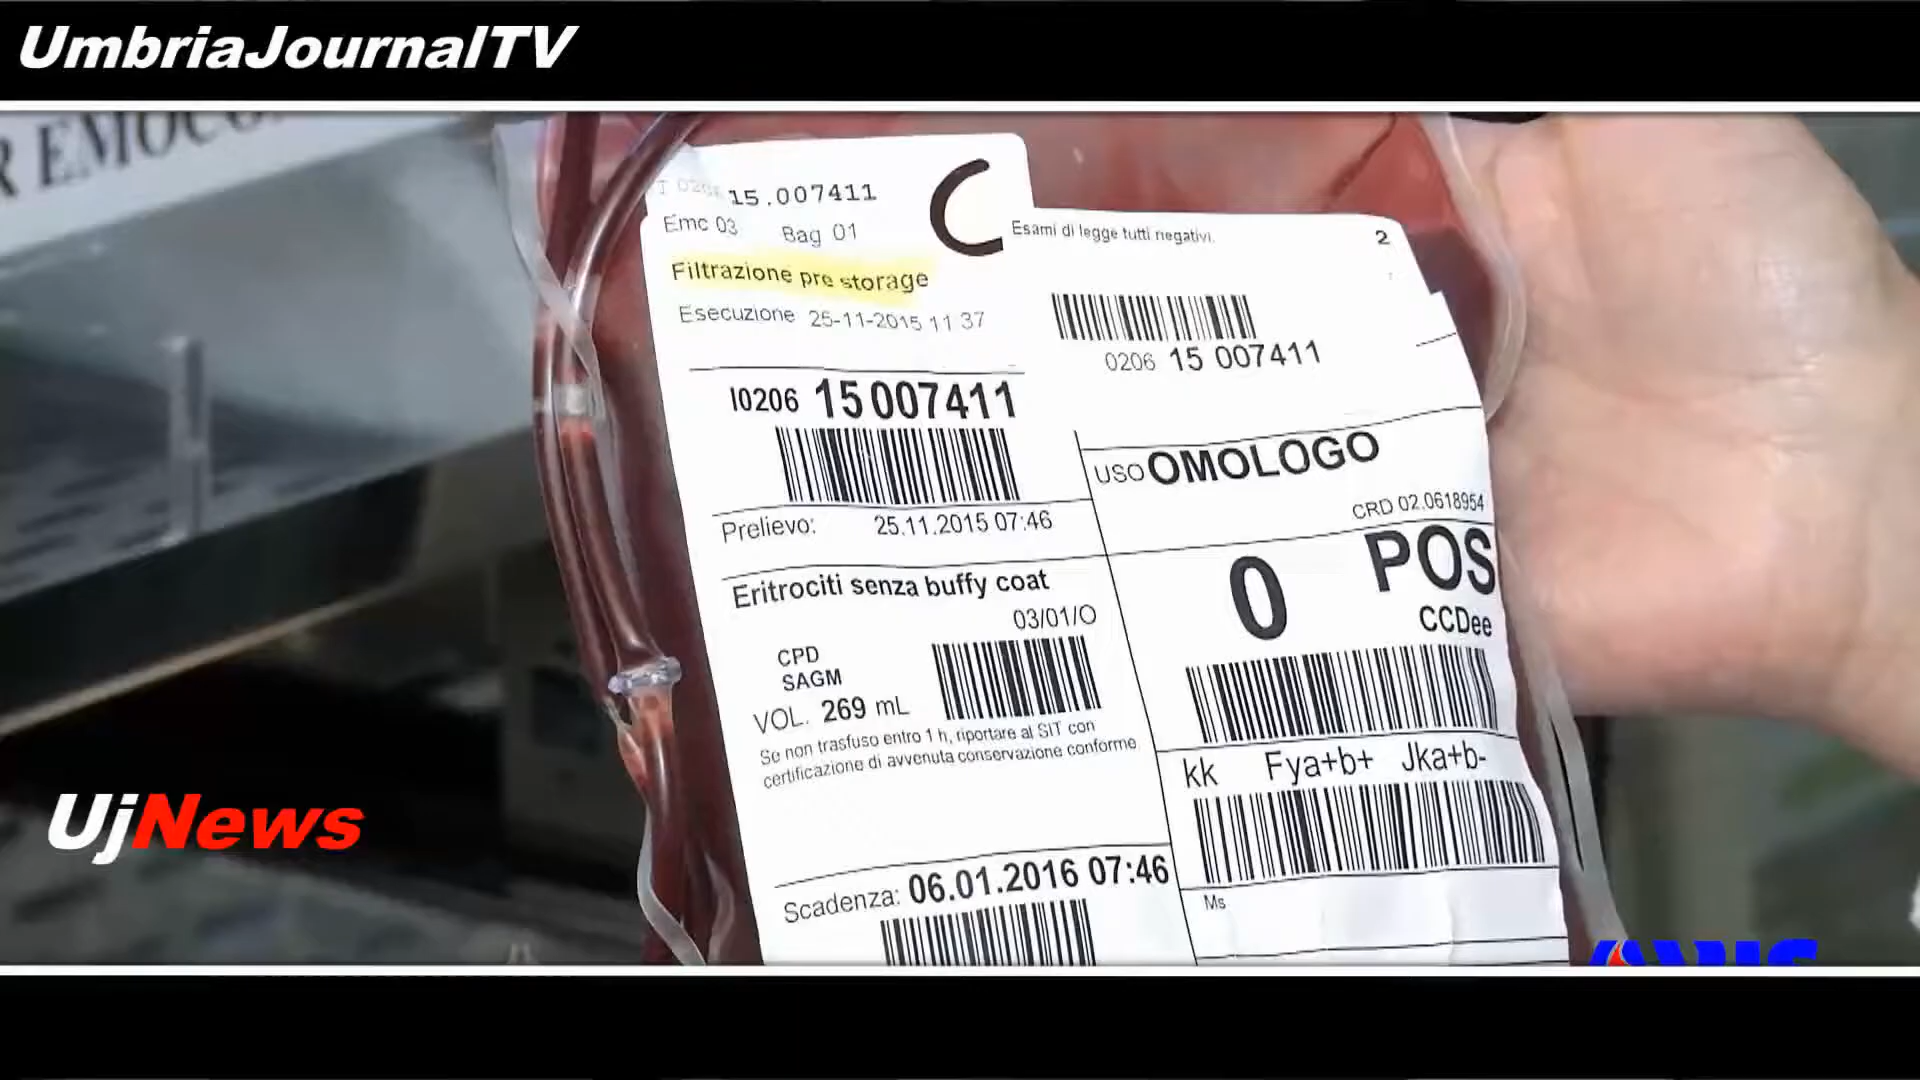 UmbriaJournalTV
R EMOC
15.007411
C
Emc 03 Bag 01
Esami di legge tutti negativi.
2
Filtrazione pre storage
Esecuzione 25-11-2015 11 37
0206 15 007411
I0206 15007411
USO OMOLOGO
CRD 02.0618954
Prelievo: 25.11.2015 07:46
0 POS
CCDee
Eritrociti senza buffy coat
03/01/O
CPD
SAGM
VOL. 269 mL
Se non trasfuso entro 1 h, riportare al SIT con
certificazione di avvenuta conservazione conforme
kk Fya+b+ Jka+b-
UjNews
Scadenza: 06.01.2016 07:46
Ms